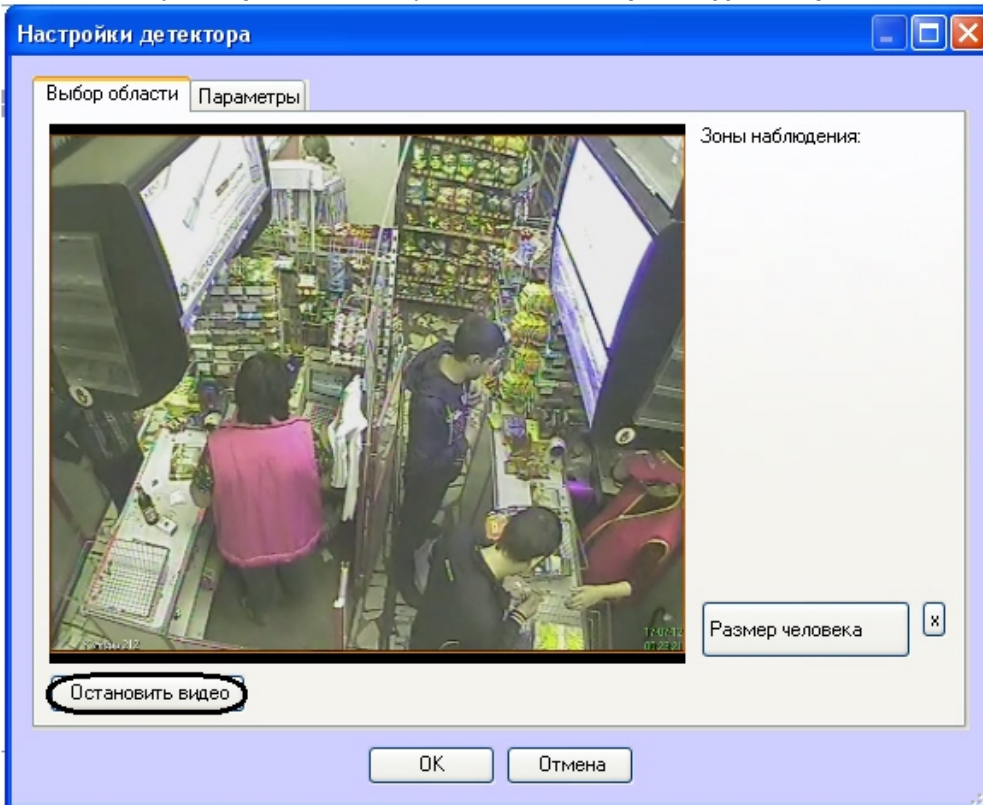 Настройки детектора
Выбор области Параметры
Зоны наблюдения:
Размер человека
x
Остановить видео
OK Отмена